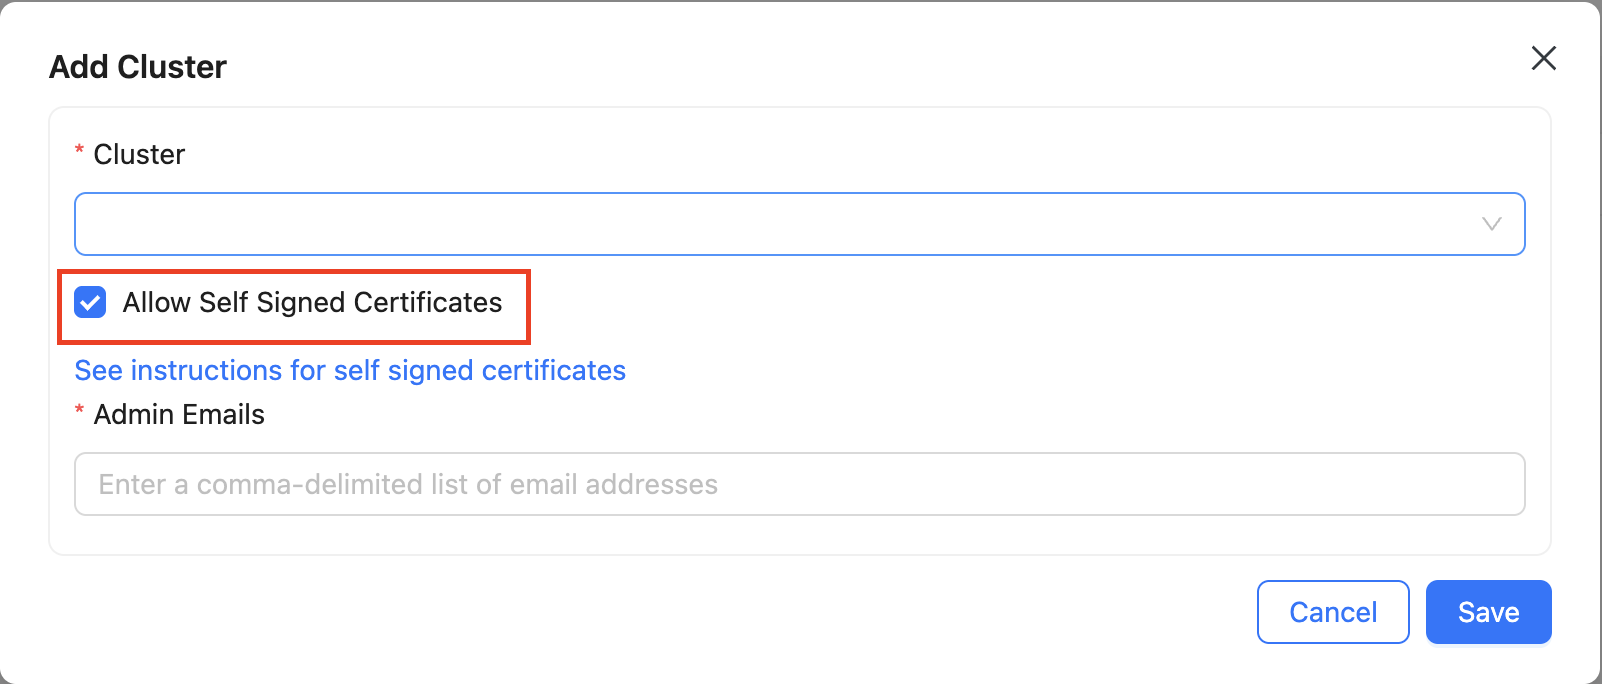 Add Cluster
* Cluster
Allow Self Signed Certificates
See instructions for self signed certificates
* Admin Emails
Enter a comma-delimited list of email addresses
Cancel Save